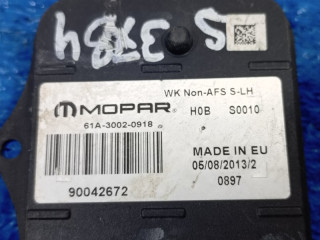 S 3784
WK Non-AFS S-LH
MOPAR H0B S0010
61A-3002-0918
MADE IN EU
05/08/2013/2
90042672 0897